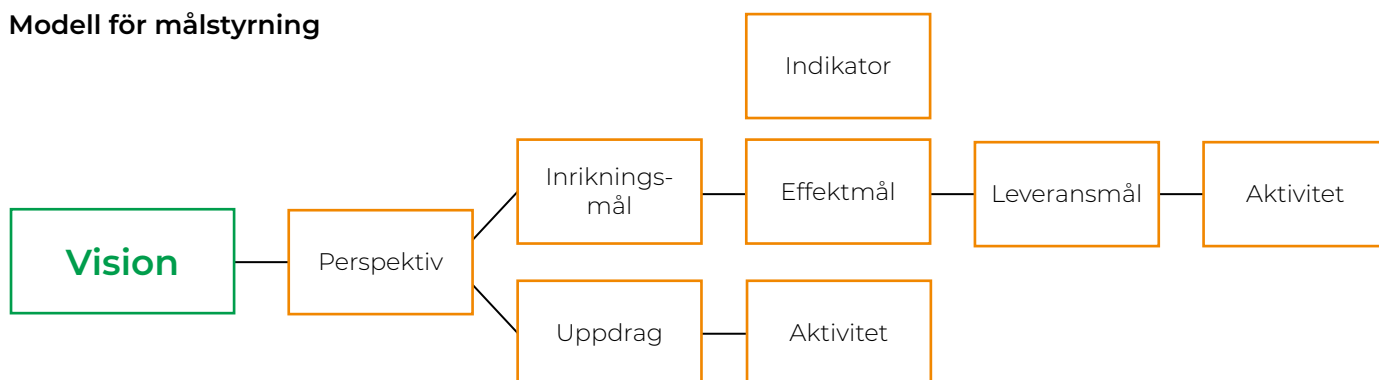 Modell för målstyrning
Indikator
Inriknings-
mål
Effektmål
Leveransmål
Aktivitet
Vision
Perspektiv
Uppdrag
Aktivitet